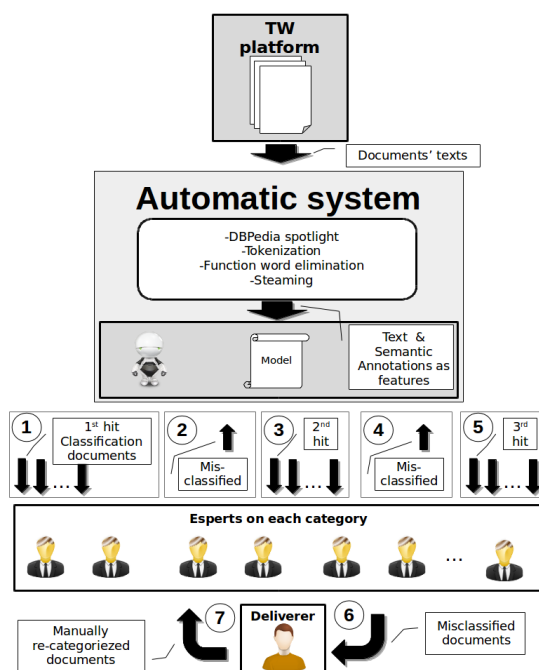 TW
platform
Documents' texts
Automatic system
-DBPedia spotlight
-Tokenization
-Function word elimination
-Steaming
Model
Text &
Semantic
Annotations as
features
1
1st hit
Classification
documents
...
2
Mis-
classified
3
2nd
hit
...
4
Mis-
classified
5
3rd
hit
...
Esperts on each category
...
7
Deliverer
6
Manually
re-categoriezed
documents
Misclassified
documents